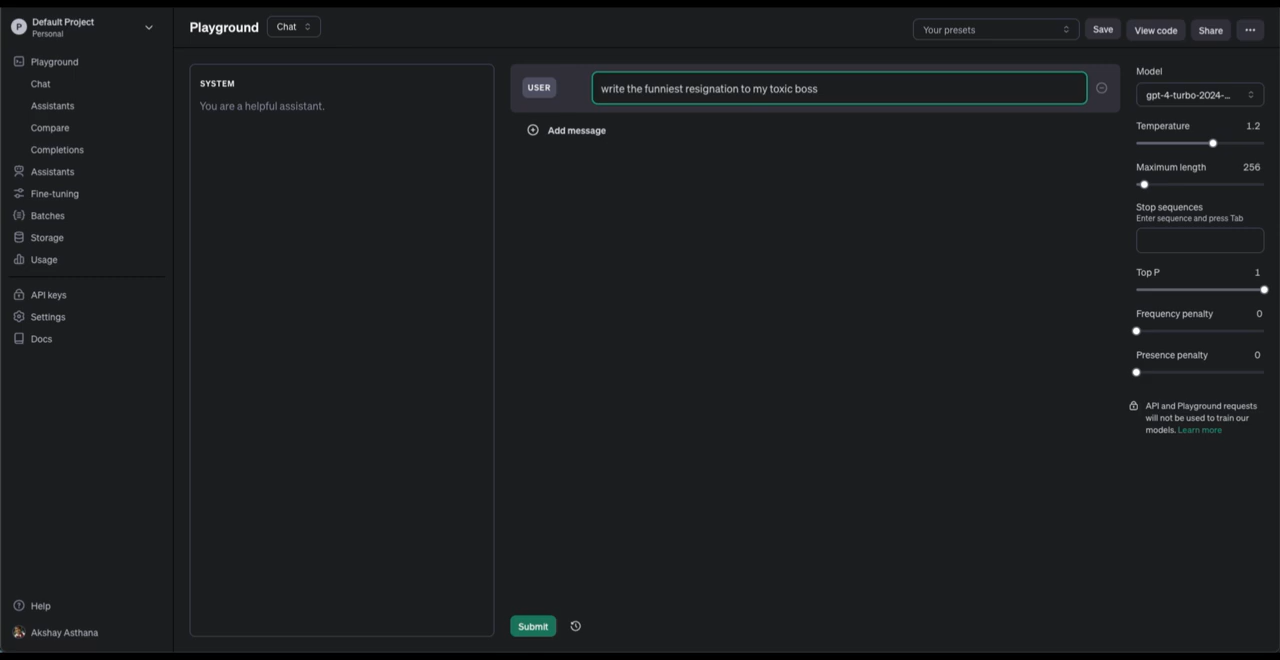 P
Default Project
Personal
Playground
Chat
Assistants
Compare
Completions
Assistants
Fine-tuning
Batches
Storage
Usage
API keys
Settings
Docs
Help
Akshay Asthana
Playground
Chat
Your presets
Save
View code
Share
SYSTEM
You are a helpful assistant.
USER
write the funniest resignation to my toxic boss
Add message
Submit
Model
gpt-4-turbo-2024-...
Temperature 1.2
Maximum length 256
Stop sequences
Enter sequence and press Tab
Top P 1
Frequency penalty 0
Presence penalty 0
API and Playground requests
will not be used to train our
models. Learn more